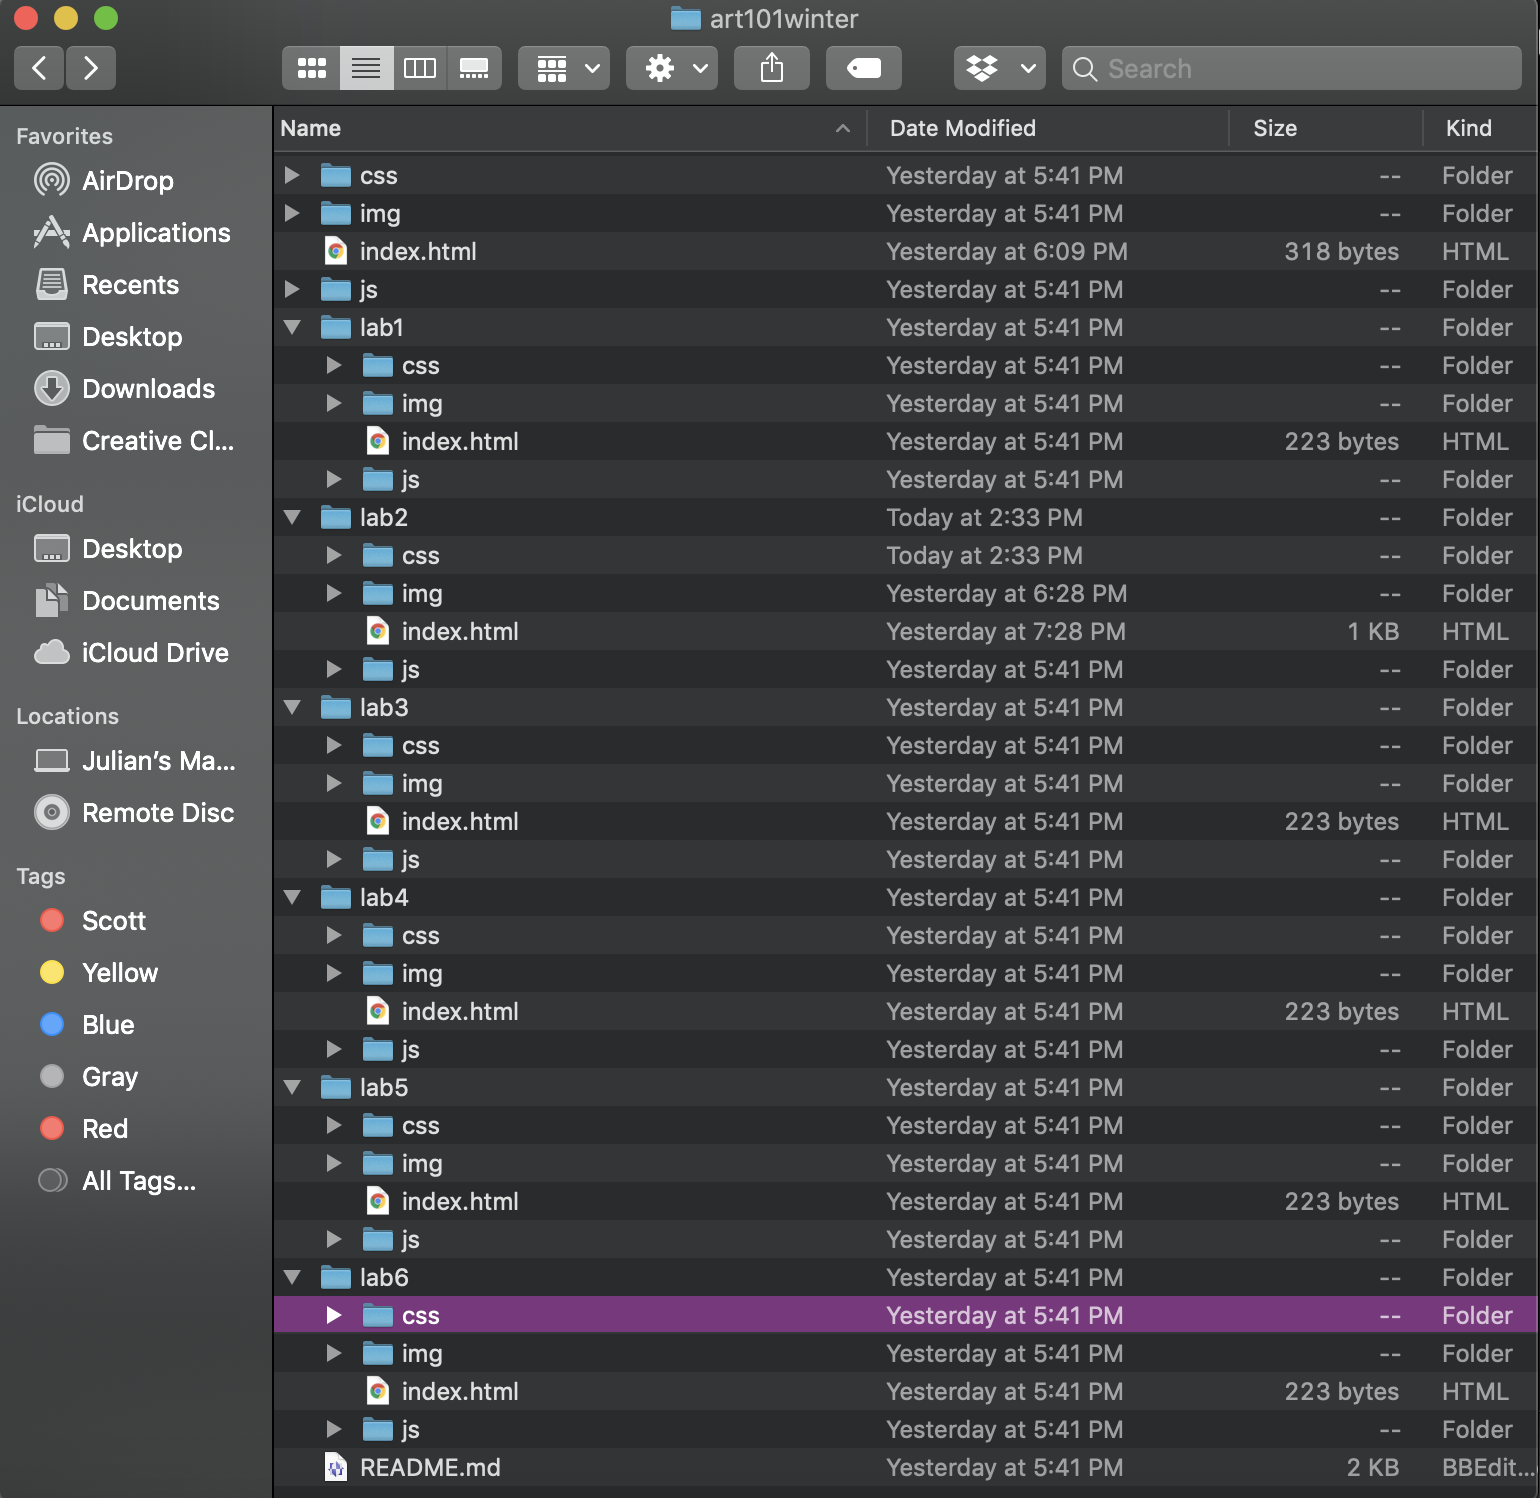 art101winter
Search
Favorites
AirDrop
Applications
Recents
Desktop
Downloads
Creative Cl...
iCloud
Desktop
Documents
iCloud Drive
Locations
Julian's Ma...
Remote Disc
Tags
Scott
Yellow
Blue
Gray
Red
All Tags...
Name Date Modified Size Kind
css Yesterday at 5:41 PM -- Folder
img Yesterday at 5:41 PM -- Folder
index.html Yesterday at 6:09 PM 318 bytes HTML
js Yesterday at 5:41 PM -- Folder
lab1 Yesterday at 5:41 PM -- Folder
css Yesterday at 5:41 PM -- Folder
img Yesterday at 5:41 PM -- Folder
index.html Yesterday at 5:41 PM 223 bytes HTML
js Yesterday at 5:41 PM -- Folder
lab2 Today at 2:33 PM -- Folder
css Today at 2:33 PM -- Folder
img Yesterday at 6:28 PM -- Folder
index.html Yesterday at 7:28 PM 1 KB HTML
js Yesterday at 5:41 PM -- Folder
lab3 Yesterday at 5:41 PM -- Folder
css Yesterday at 5:41 PM -- Folder
img Yesterday at 5:41 PM -- Folder
index.html Yesterday at 5:41 PM 223 bytes HTML
js Yesterday at 5:41 PM -- Folder
lab4 Yesterday at 5:41 PM -- Folder
css Yesterday at 5:41 PM -- Folder
img Yesterday at 5:41 PM -- Folder
index.html Yesterday at 5:41 PM 223 bytes HTML
js Yesterday at 5:41 PM -- Folder
lab5 Yesterday at 5:41 PM -- Folder
css Yesterday at 5:41 PM -- Folder
img Yesterday at 5:41 PM -- Folder
index.html Yesterday at 5:41 PM 223 bytes HTML
js Yesterday at 5:41 PM -- Folder
lab6 Yesterday at 5:41 PM -- Folder
css Yesterday at 5:41 PM -- Folder
img Yesterday at 5:41 PM -- Folder
index.html Yesterday at 5:41 PM 223 bytes HTML
js Yesterday at 5:41 PM -- Folder
README.md Yesterday at 5:41 PM 2 KB BBEdit...